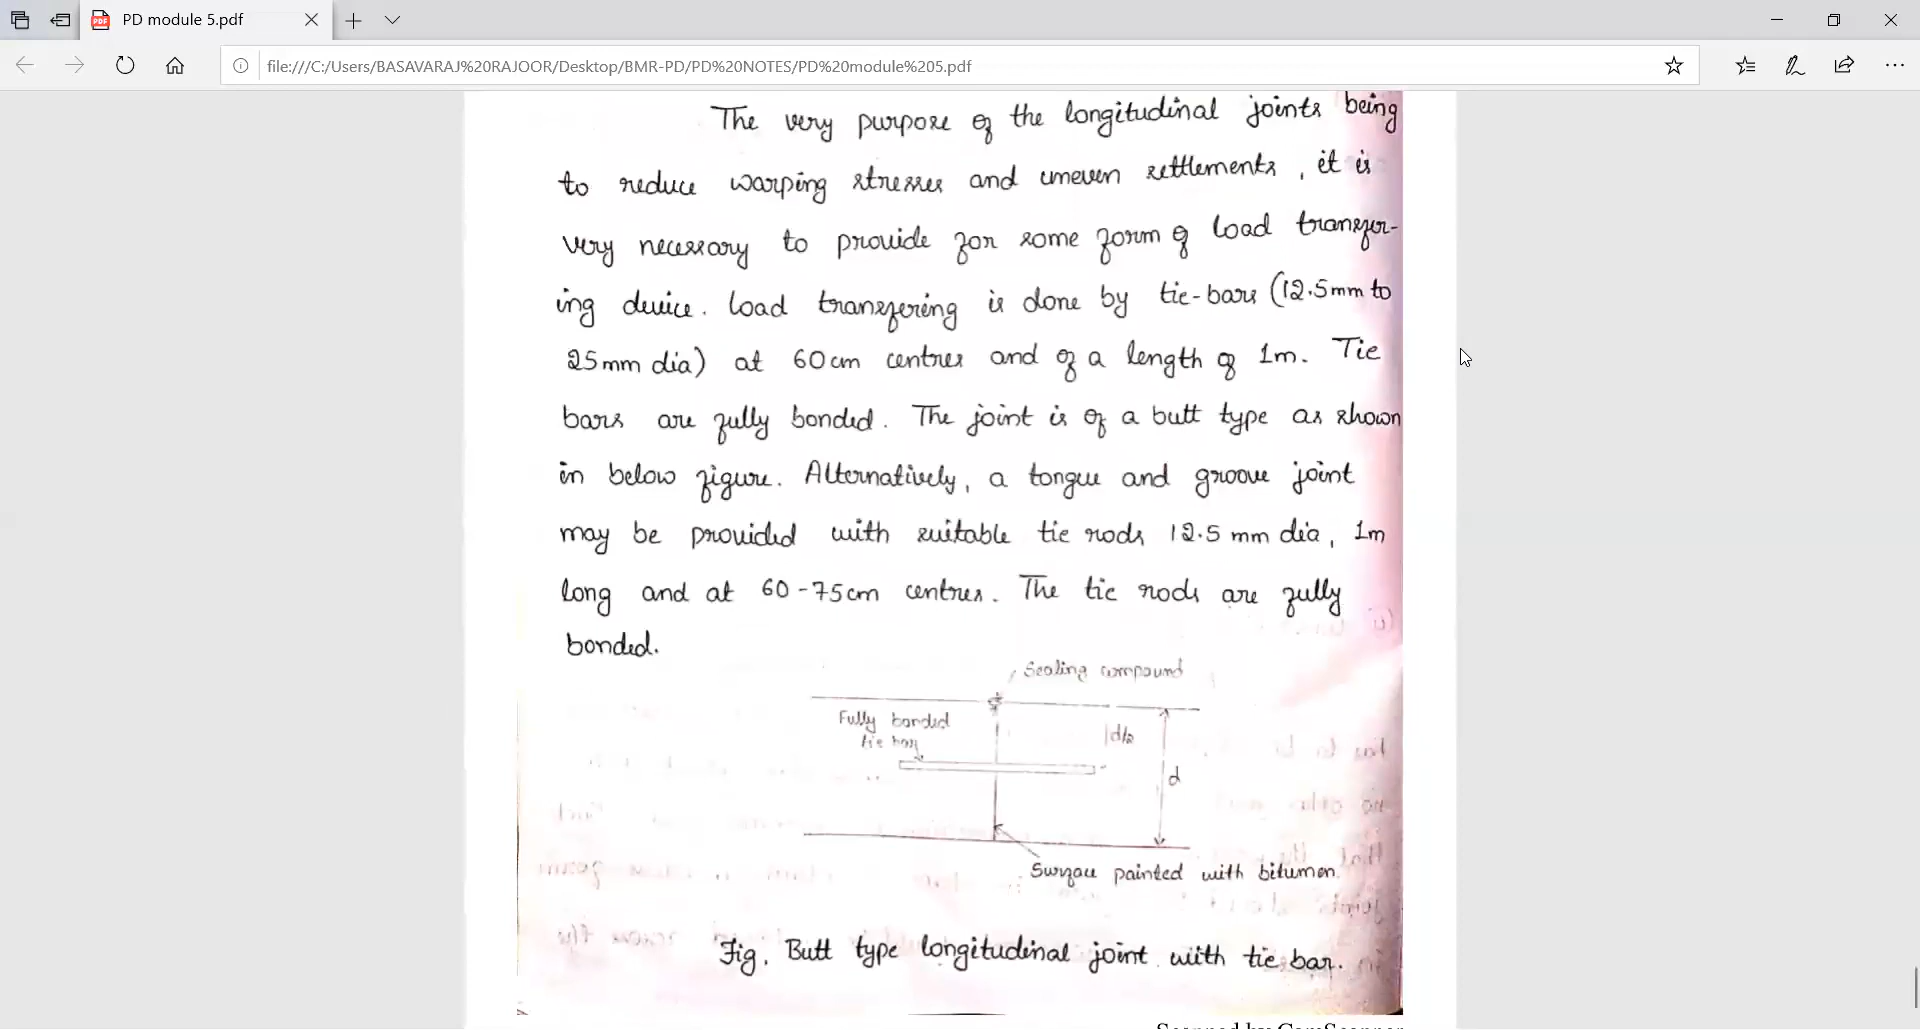 PD module 5.pdf
file:///C:/Users/BASAVARAJ%20RAJOOR/Desktop/BMR-PD/PD%20NOTES/PD%20module%205.pdf
The very purpose of the longitudinal joints being
to reduce warping stresses and uneven settlements, it is
very necessary to provide for some form of load transfer-
ing device. Load transfering is done by tie-bars (12.5mm to
25mm dia) at 60cm centres and of a length of 1m. Tie
bars are fully bonded. The joint is of a butt type as shown
in below figure. Alternatively, a tongue and groove joint
may be provided with suitable tie rods 12.5 mm dia, 1m
long and at 60-75cm centres. The tie rods are fully
bonded.
Sealing compound
Fully bonded
tie bar
d/2
d
Surface painted with bitumen.
Fig. Butt type longitudinal joint with tie bar.
Scanned by CamScanner